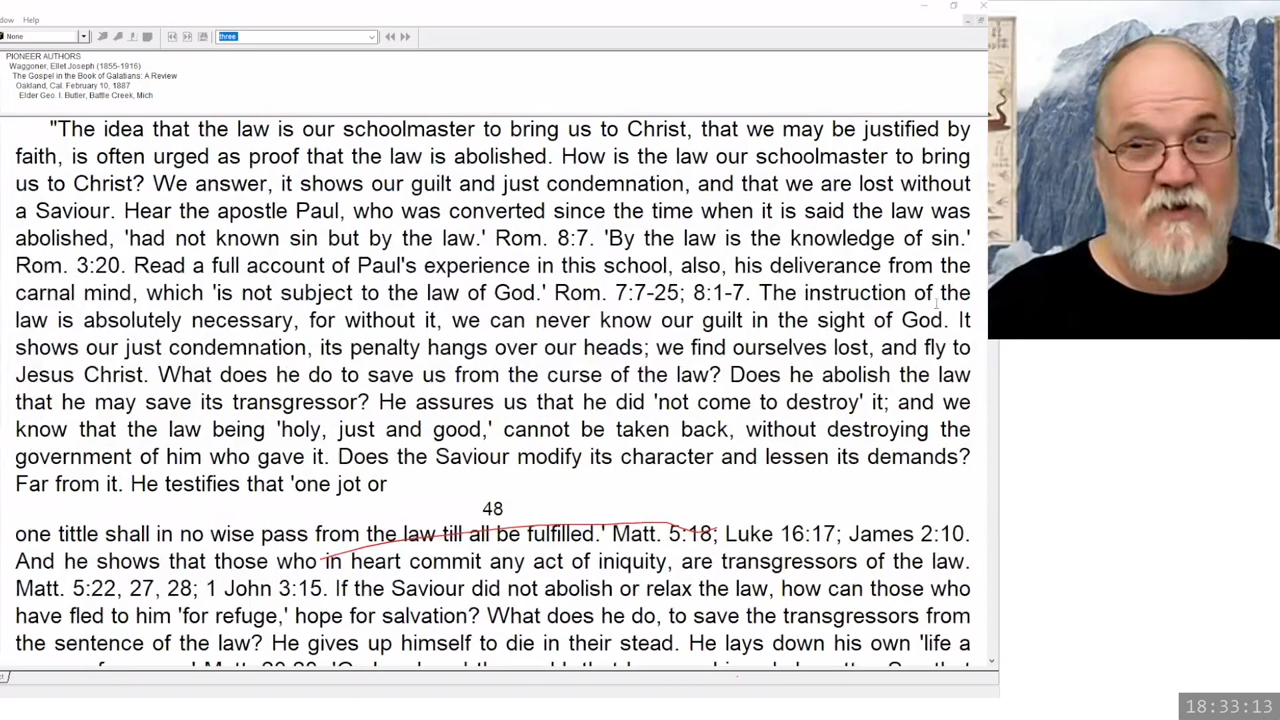 dow Help
None
three
PIONEER AUTHORS
Waggoner, Ellet Joseph (1855-1916)
The Gospel in the Book of Galatians: A Review
Oakland, Cal. February 10, 1887
Elder Geo. I. Butler, Battle Creek, Mich
"The idea that the law is our schoolmaster to bring us to Christ, that we may be justified by
faith, is often urged as proof that the law is abolished. How is the law our schoolmaster to bring
us to Christ? We answer, it shows our guilt and just condemnation, and that we are lost without
a Saviour. Hear the apostle Paul, who was converted since the time when it is said the law was
abolished, 'had not known sin but by the law.' Rom. 8:7. 'By the law is the knowledge of sin.'
Rom. 3:20. Read a full account of Paul's experience in this school, also, his deliverance from the
carnal mind, which 'is not subject to the law of God.' Rom. 7:7-25; 8:1-7. The instruction of the
law is absolutely necessary, for without it, we can never know our guilt in the sight of God. It
shows our just condemnation, its penalty hangs over our heads; we find ourselves lost, and fly to
Jesus Christ. What does he do to save us from the curse of the law? Does he abolish the law
that he may save its transgressor? He assures us that he did 'not come to destroy' it; and we
know that the law being 'holy, just and good,' cannot be taken back, without destroying the
government of him who gave it. Does the Saviour modify its character and lessen its demands?
Far from it. He testifies that 'one jot or
48
one tittle shall in no wise pass from the law till all be fulfilled.' Matt. 5:18; Luke 16:17; James 2:10.
And he shows that those who in heart commit any act of iniquity, are transgressors of the law.
Matt. 5:22, 27, 28; 1 John 3:15. If the Saviour did not abolish or relax the law, how can those who
have fled to him 'for refuge,' hope for salvation? What does he do, to save the transgressors from
the sentence of the law? He gives up himself to die in their stead. He lays down his own 'life a
18:33:13